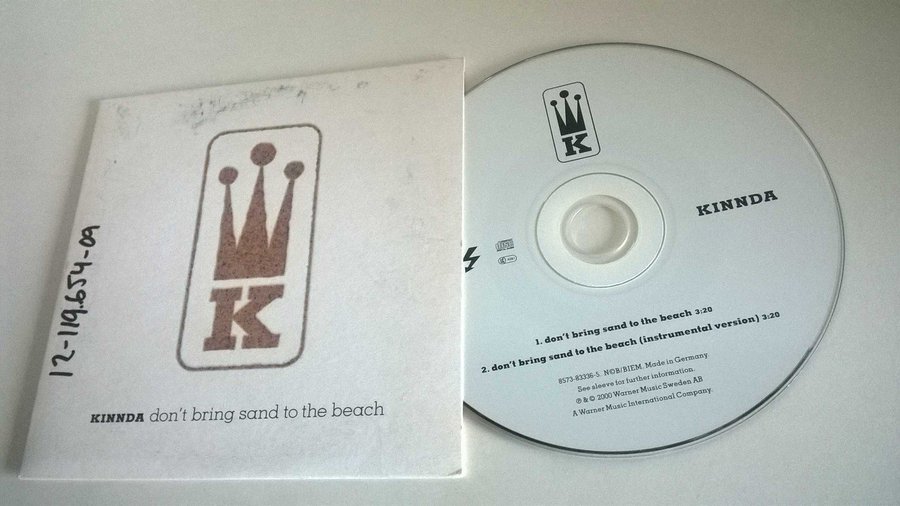 12-119.654-09
K
KINNDA don't bring sand to the beach
K
KINNDA
1. don't bring sand to the beach 3:20
2. don't bring sand to the beach (instrumental version) 3:20
8573-83336-5. N©B/BIEM. Made in Germany.
See sleeve for further information.
℗ & © 2000 Warner Music Sweden AB
A Warner Music International Company.